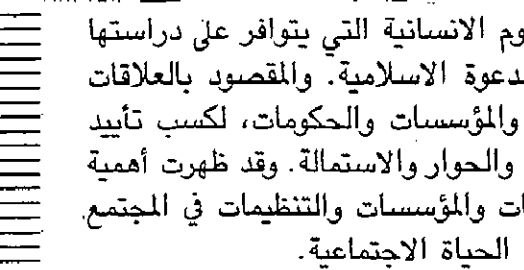 وم الانسانية التي يتوافر على دراستها
دعوة الاسلامية. والمقصود بالعلاقات
والمؤسسات والحكومات، لكسب تأييد
والحوار والاستمالة. وقد ظهرت أهمية
ات والمؤسسات والتنظيمات في المجتمع
الحياة الاجتماعية.